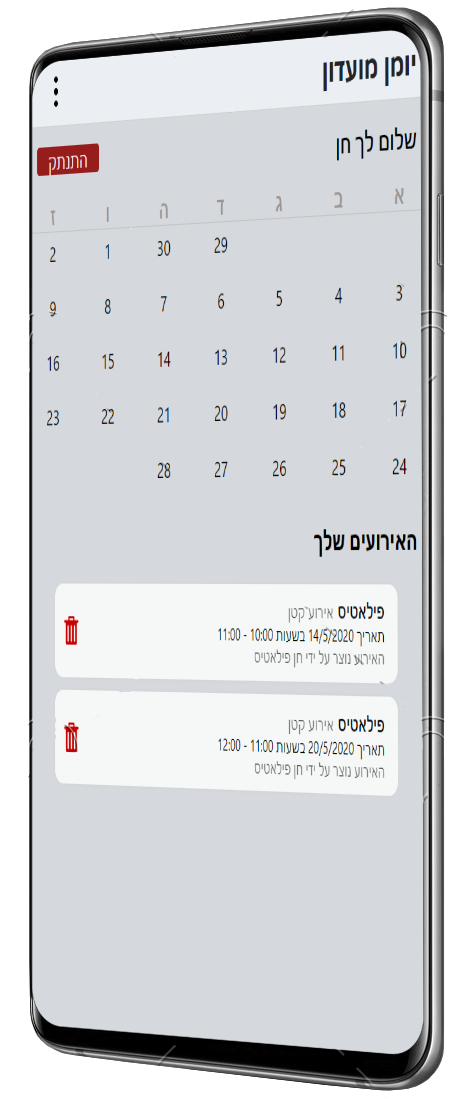 יומן מועדון
שלום לך חן
התנתק
א ב ג ד ה ו ז
29 30 1 2
3 4 5 6 7 8 9
10 11 12 13 14 15 16
17 18 19 20 21 22 23
24 25 26 27 28
האירועים שלך
פילאטיס אירוע קטן
תאריך 14/5/2020 בשעות 10:00 - 11:00
האירוע נוצר על ידי חן פילאטיס
פילאטיס אירוע קטן
תאריך 20/5/2020 בשעות 11:00 - 12:00
האירוע נוצר על ידי חן פילאטיס